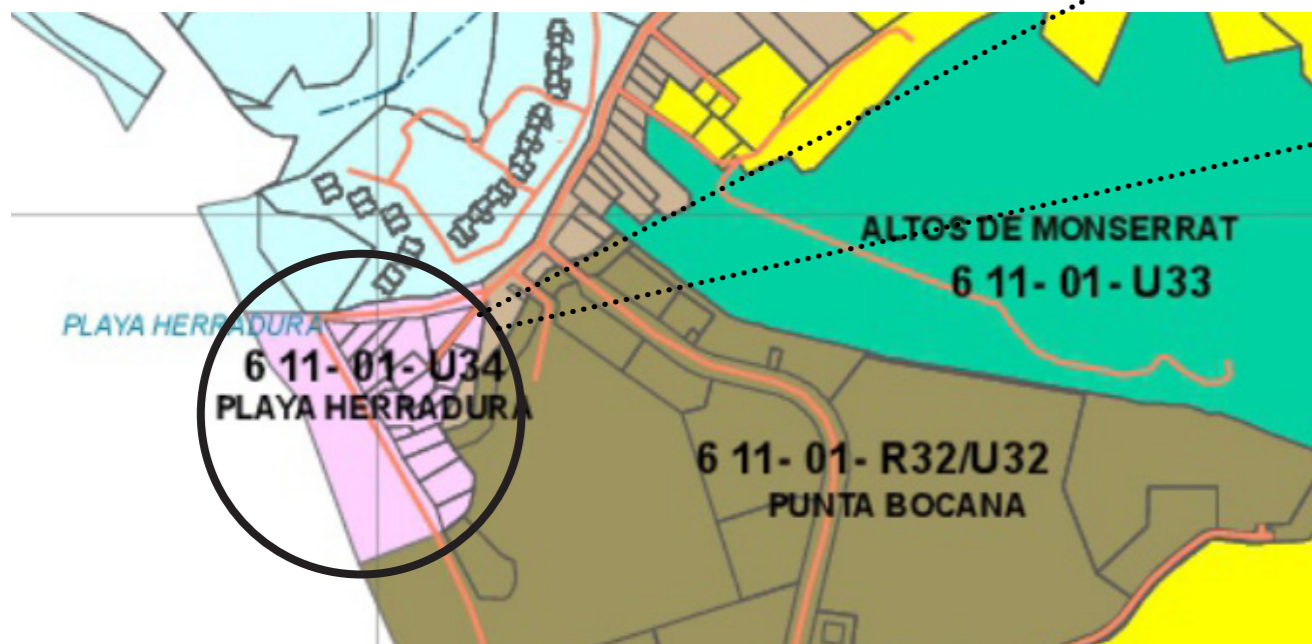 ALTOS DE MONSERRAT
6 11- 01- U33
PLAYA HERRADURA
6 11- 01- U34
PLAYA HERRADURA
6 11- 01- R32/U32
PUNTA BOCANA